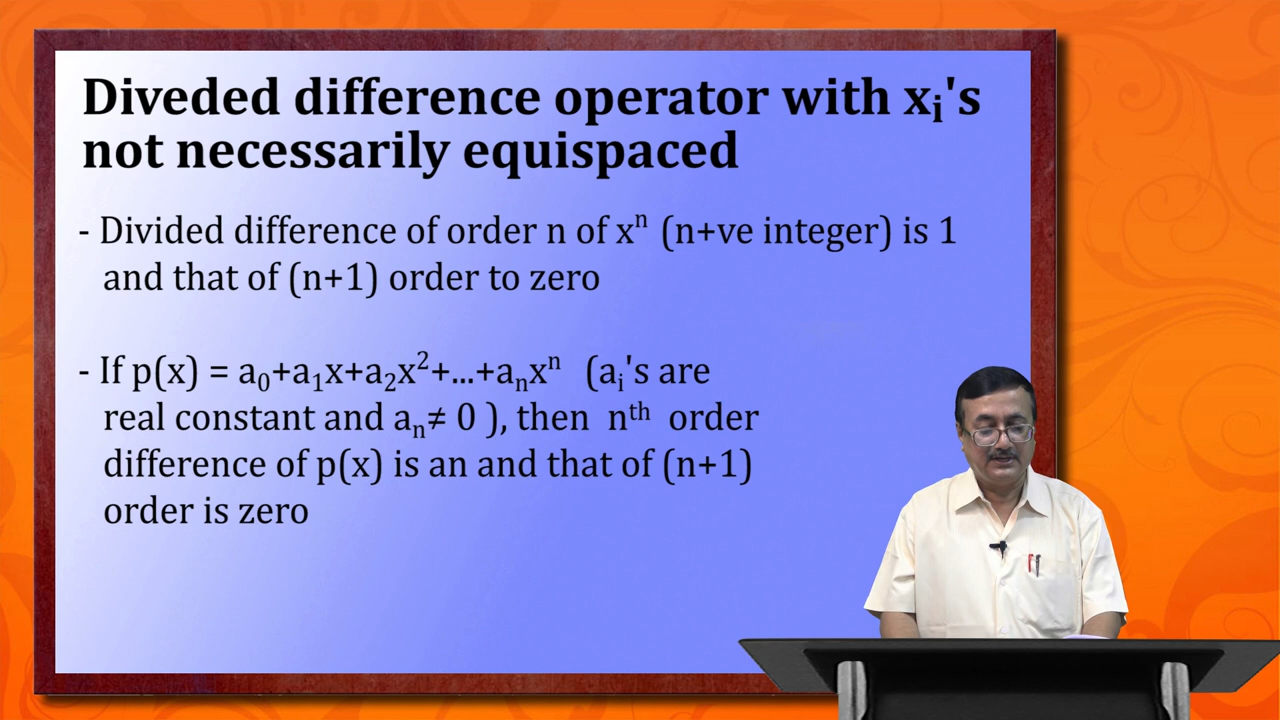 Diveded difference operator with xᵢ's
not necessarily equispaced
- Divided difference of order n of xⁿ (n+ve integer) is 1
and that of (n+1) order to zero
- If p(x) = a₀+a₁x+a₂x²+...+aₙxⁿ (aᵢ's are
real constant and aₙ≠ 0 ), then nᵗʰ order
difference of p(x) is an and that of (n+1)
order is zero